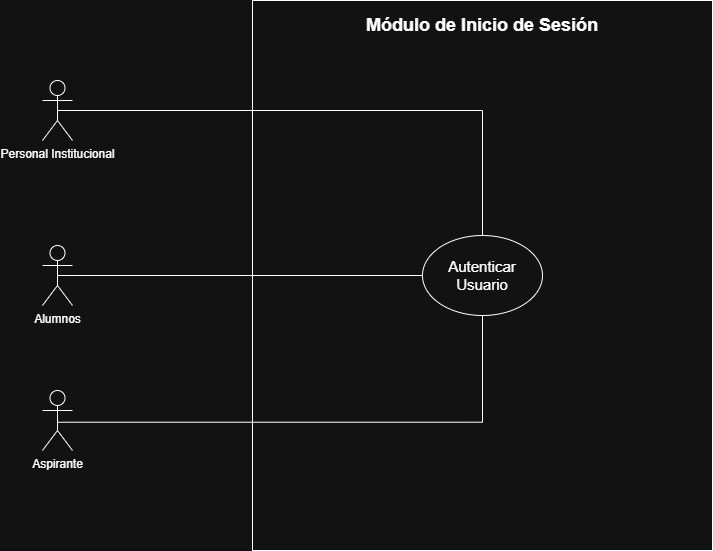 Módulo de Inicio de Sesión
Personal Institucional
Autenticar
Usuario
Alumnos
Aspirante